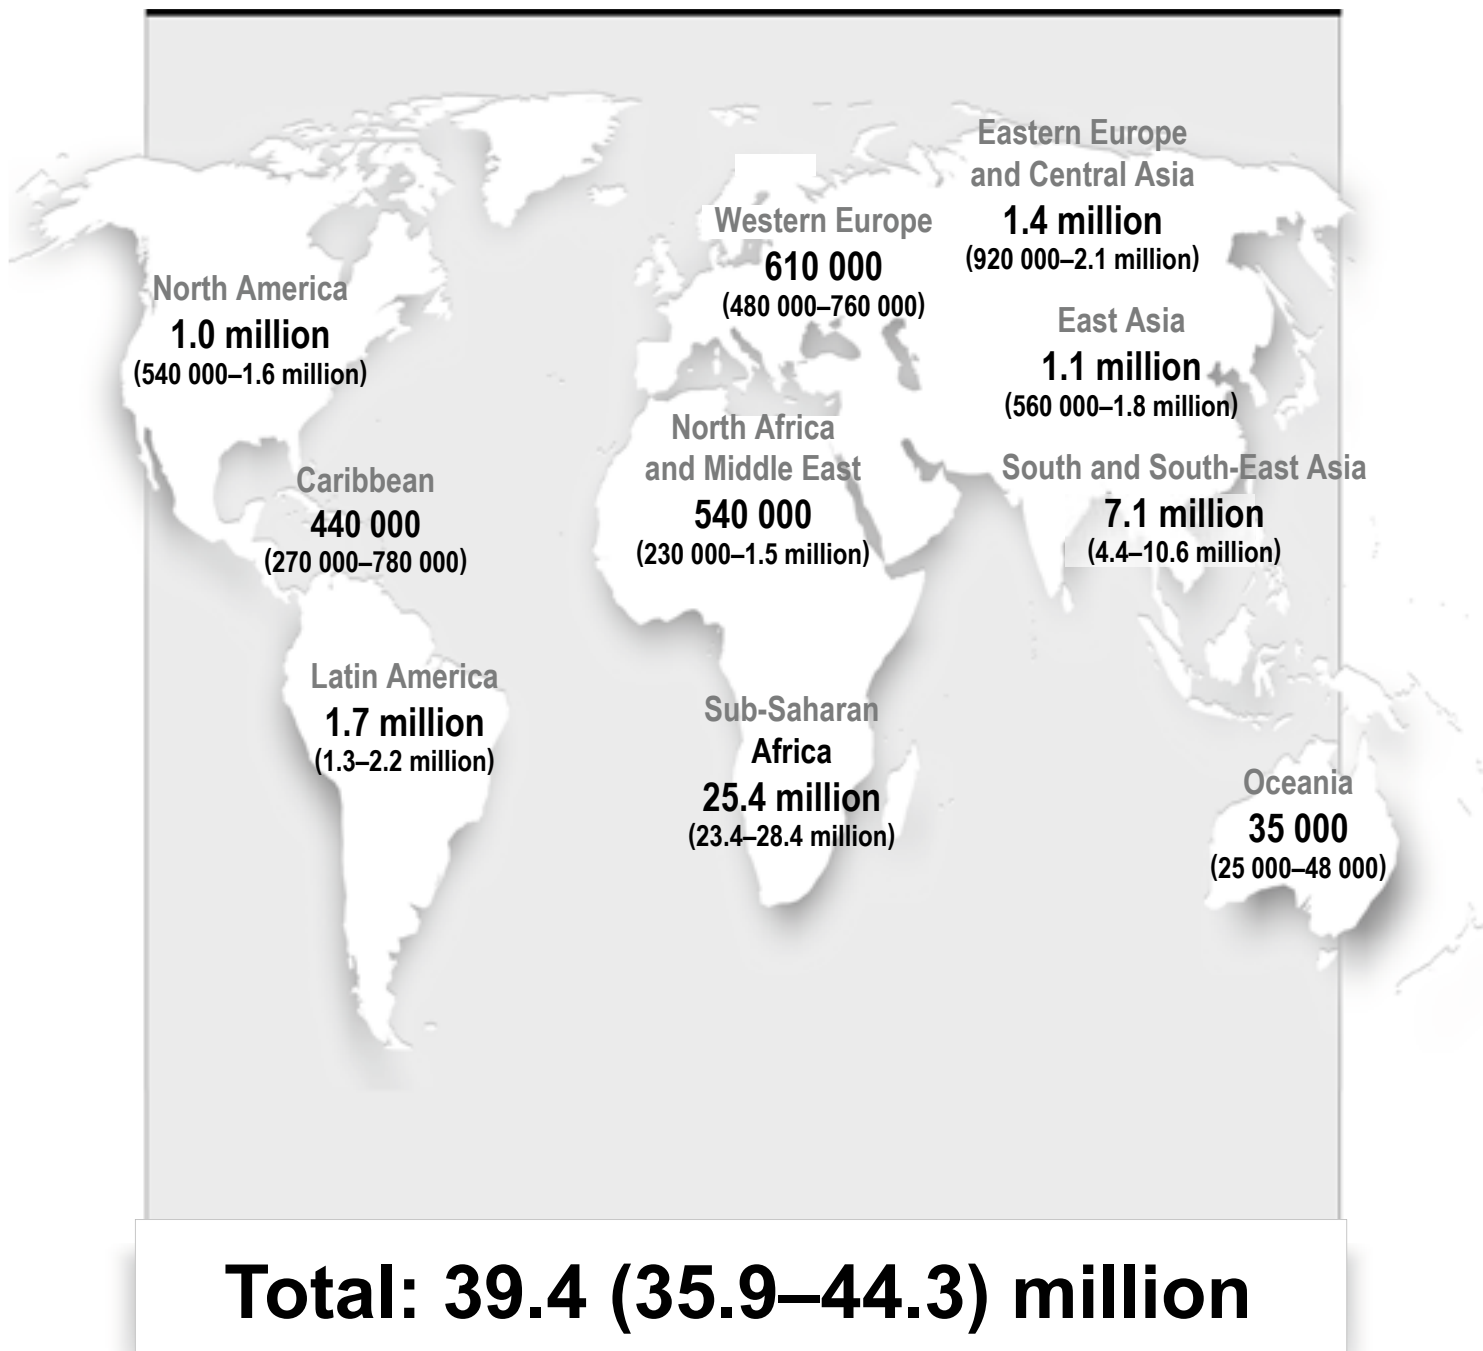 Eastern Europe
and Central Asia
1.4 million
(920 000–2.1 million)
Western Europe
610 000
(480 000–760 000)
North America
1.0 million
(540 000–1.6 million)
East Asia
1.1 million
(560 000–1.8 million)
North Africa
and Middle East
540 000
(230 000–1.5 million)
Caribbean
440 000
(270 000–780 000)
South and South-East Asia
7.1 million
(4.4–10.6 million)
Latin America
1.7 million
(1.3–2.2 million)
Sub-Saharan
Africa
25.4 million
(23.4–28.4 million)
Oceania
35 000
(25 000–48 000)
Total: 39.4 (35.9–44.3) million